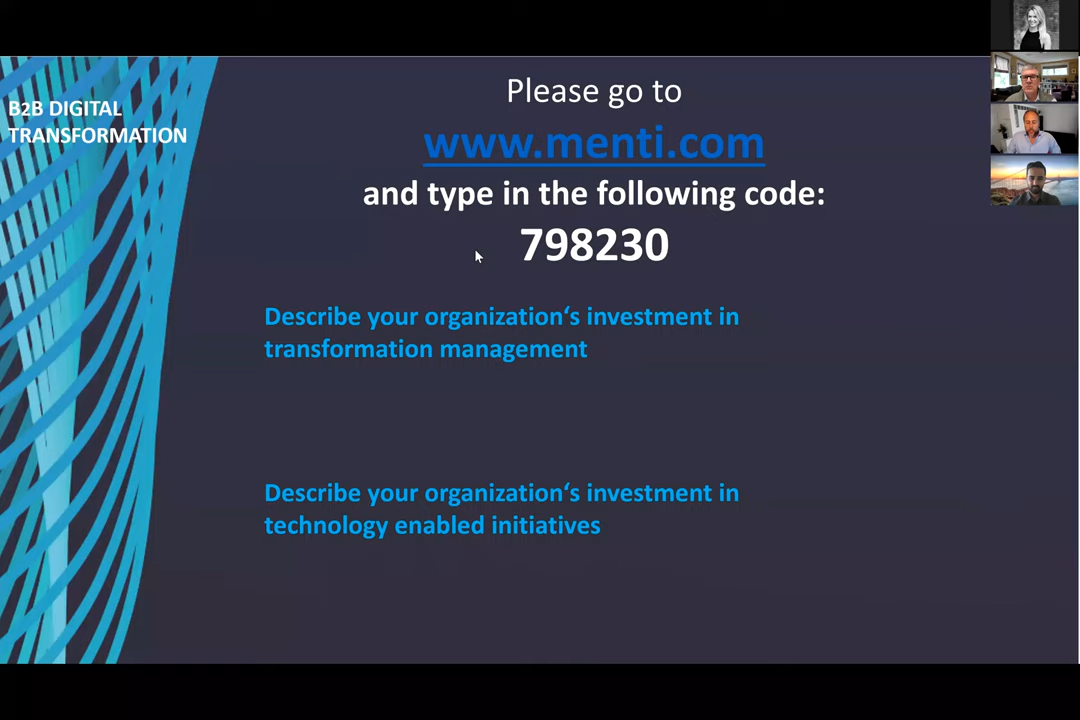 B2B DIGITAL
TRANSFORMATION
Please go to
www.menti.com
and type in the following code:
798230
Describe your organization‘s investment in
transformation management
Describe your organization‘s investment in
technology enabled initiatives